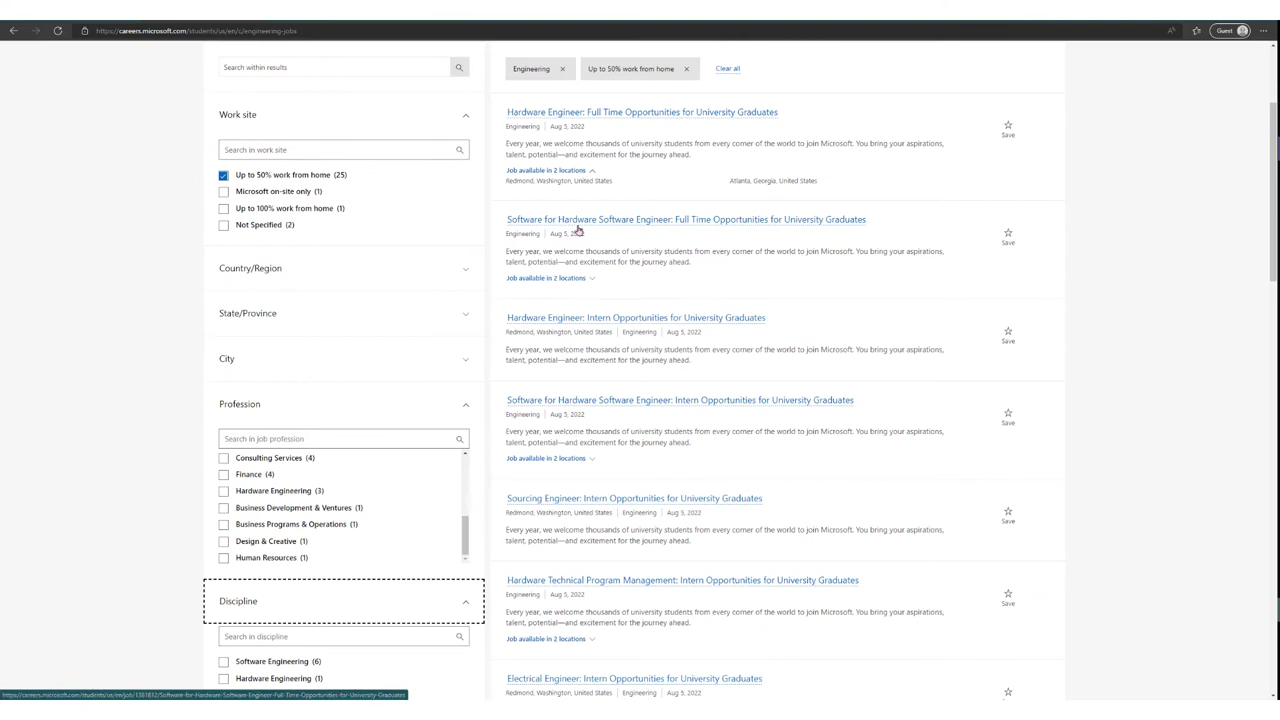 https://careers.microsoft.com/students/us/en/c/engineering-jobs
Guest
Search within results
Work site
Search in work site
Up to 50% work from home (25)
Microsoft on-site only (1)
Up to 100% work from home (1)
Not Specified (2)
Country/Region
State/Province
City
Profession
Search in job profession
Consulting Services (4)
Finance (4)
Hardware Engineering (3)
Business Development & Ventures (1)
Business Programs & Operations (1)
Design & Creative (1)
Human Resources (1)
Discipline
Search in discipline
Software Engineering (6)
Hardware Engineering (1)
Engineering
Up to 50% work from home
Clear all
Hardware Engineer: Full Time Opportunities for University Graduates
Engineering | Aug 5, 2022
Every year, we welcome thousands of university students from every corner of the world to join Microsoft. You bring your aspirations,
talent, potential—and excitement for the journey ahead.
Job available in 2 locations
Redmond, Washington, United States Atlanta, Georgia, United States
Save
Software for Hardware Software Engineer: Full Time Opportunities for University Graduates
Engineering | Aug 5, 2022
Every year, we welcome thousands of university students from every corner of the world to join Microsoft. You bring your aspirations,
talent, potential—and excitement for the journey ahead.
Job available in 2 locations
Save
Hardware Engineer: Intern Opportunities for University Graduates
Redmond, Washington, United States | Engineering | Aug 5, 2022
Every year, we welcome thousands of university students from every corner of the world to join Microsoft. You bring your aspirations,
talent, potential—and excitement for the journey ahead.
Save
Software for Hardware Software Engineer: Intern Opportunities for University Graduates
Engineering | Aug 5, 2022
Every year, we welcome thousands of university students from every corner of the world to join Microsoft. You bring your aspirations,
talent, potential—and excitement for the journey ahead.
Job available in 2 locations
Save
Sourcing Engineer: Intern Opportunities for University Graduates
Redmond, Washington, United States | Engineering | Aug 5, 2022
Every year, we welcome thousands of university students from every corner of the world to join Microsoft. You bring your aspirations,
talent, potential—and excitement for the journey ahead.
Save
Hardware Technical Program Management: Intern Opportunities for University Graduates
Engineering | Aug 5, 2022
Every year, we welcome thousands of university students from every corner of the world to join Microsoft. You bring your aspirations,
talent, potential—and excitement for the journey ahead.
Job available in 2 locations
Save
Electrical Engineer: Intern Opportunities for University Graduates
Redmond, Washington, United States | Engineering | Aug 5, 2022
https://careers.microsoft.com/students/us/en/job/1381812/Software-for-Hardware-Software-Engineer-Full-Time-Opportunities-for-University-Graduates